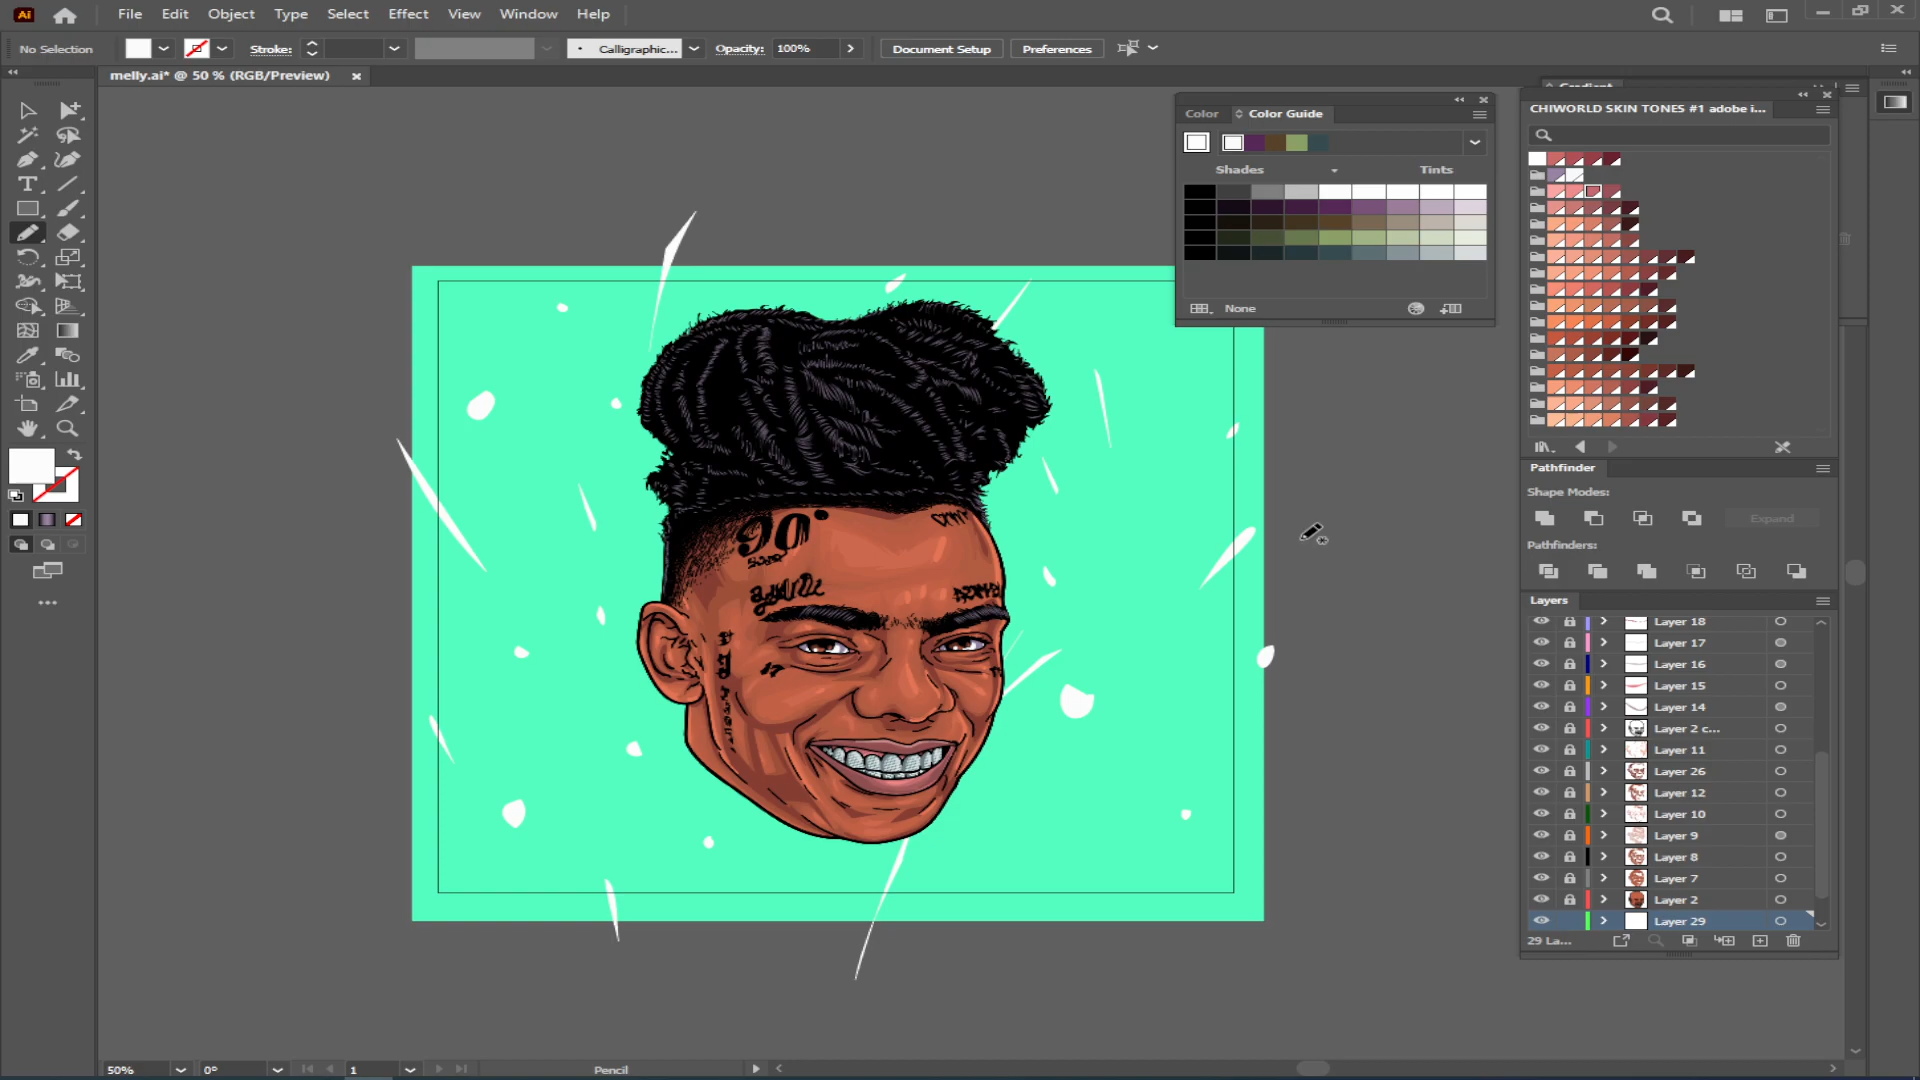 Ai File Edit Object Type Select Effect View Window Help
No Selection Stroke: Calligraphic... Opacity: 100% Document Setup Preferences
melly.ai* @ 50 % (RGB/Preview)
Color Color Guide
Shades Tints
None
CHIWORLD SKIN TONES #1 adobe i...
Pathfinder
Shape Modes:
Expand
Pathfinders:
Layers
Layer 18
Layer 17
Layer 16
Layer 15
Layer 14
Layer 2 c...
Layer 11
Layer 26
Layer 12
Layer 10
Layer 9
Layer 8
Layer 7
Layer 2
Layer 29
29 La...
90
50% 0° 1 Pencil